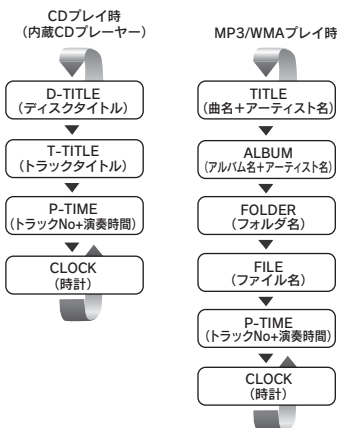 CDプレイ時
（内蔵CDプレーヤー）
D-TITLE
（ディスクタイトル）
T-TITLE
（トラックタイトル）
P-TIME
（トラックNo+演奏時間）
CLOCK
（時計）
MP3/WMAプレイ時
TITLE
（曲名＋アーティスト名）
ALBUM
（アルバム名＋アーティスト名）
FOLDER
（フォルダ名）
FILE
（ファイル名）
P-TIME
（トラックNo+演奏時間）
CLOCK
（時計）